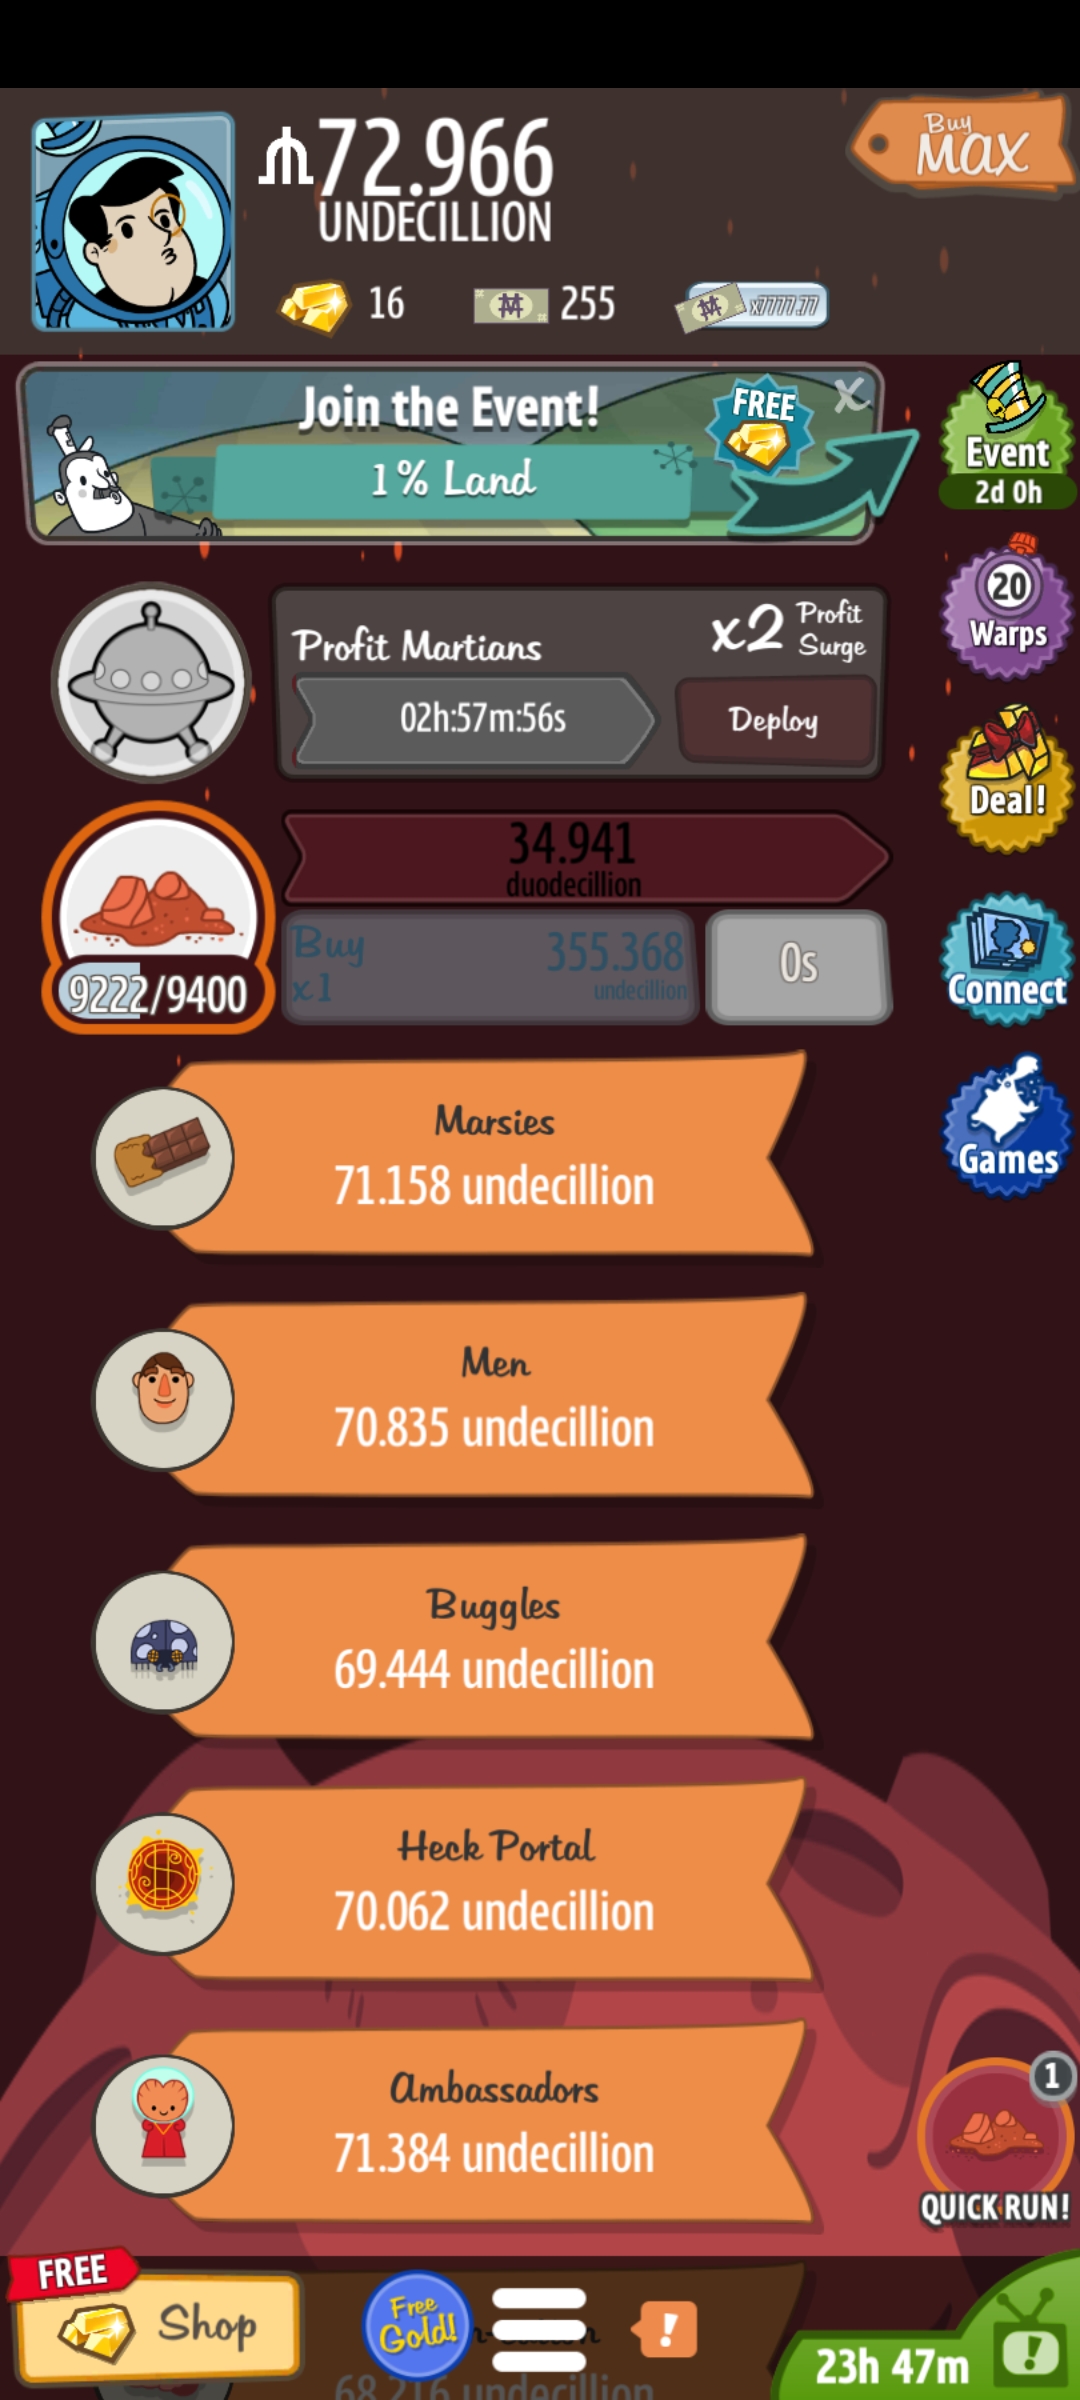 72.966
UNDECILLION
Buy
MAX
16
255
x7777.77
Join the Event!
1% Land
FREE
X
Event
2d 0h
Profit Martians
x2 Profit Surge
02h:57m:56s
Deploy
20
Warps
Deal!
34.941
duodecillion
9222/9400
Buy
x1
355.368
undecillion
0s
Connect
Marsies
71.158 undecillion
Games
Men
70.835 undecillion
Buggles
69.444 undecillion
Heck Portal
70.062 undecillion
Ambassadors
71.384 undecillion
1
QUICK RUN!
FREE
Shop
Free
Gold!
!
68.216 undecillion
23h 47m
!